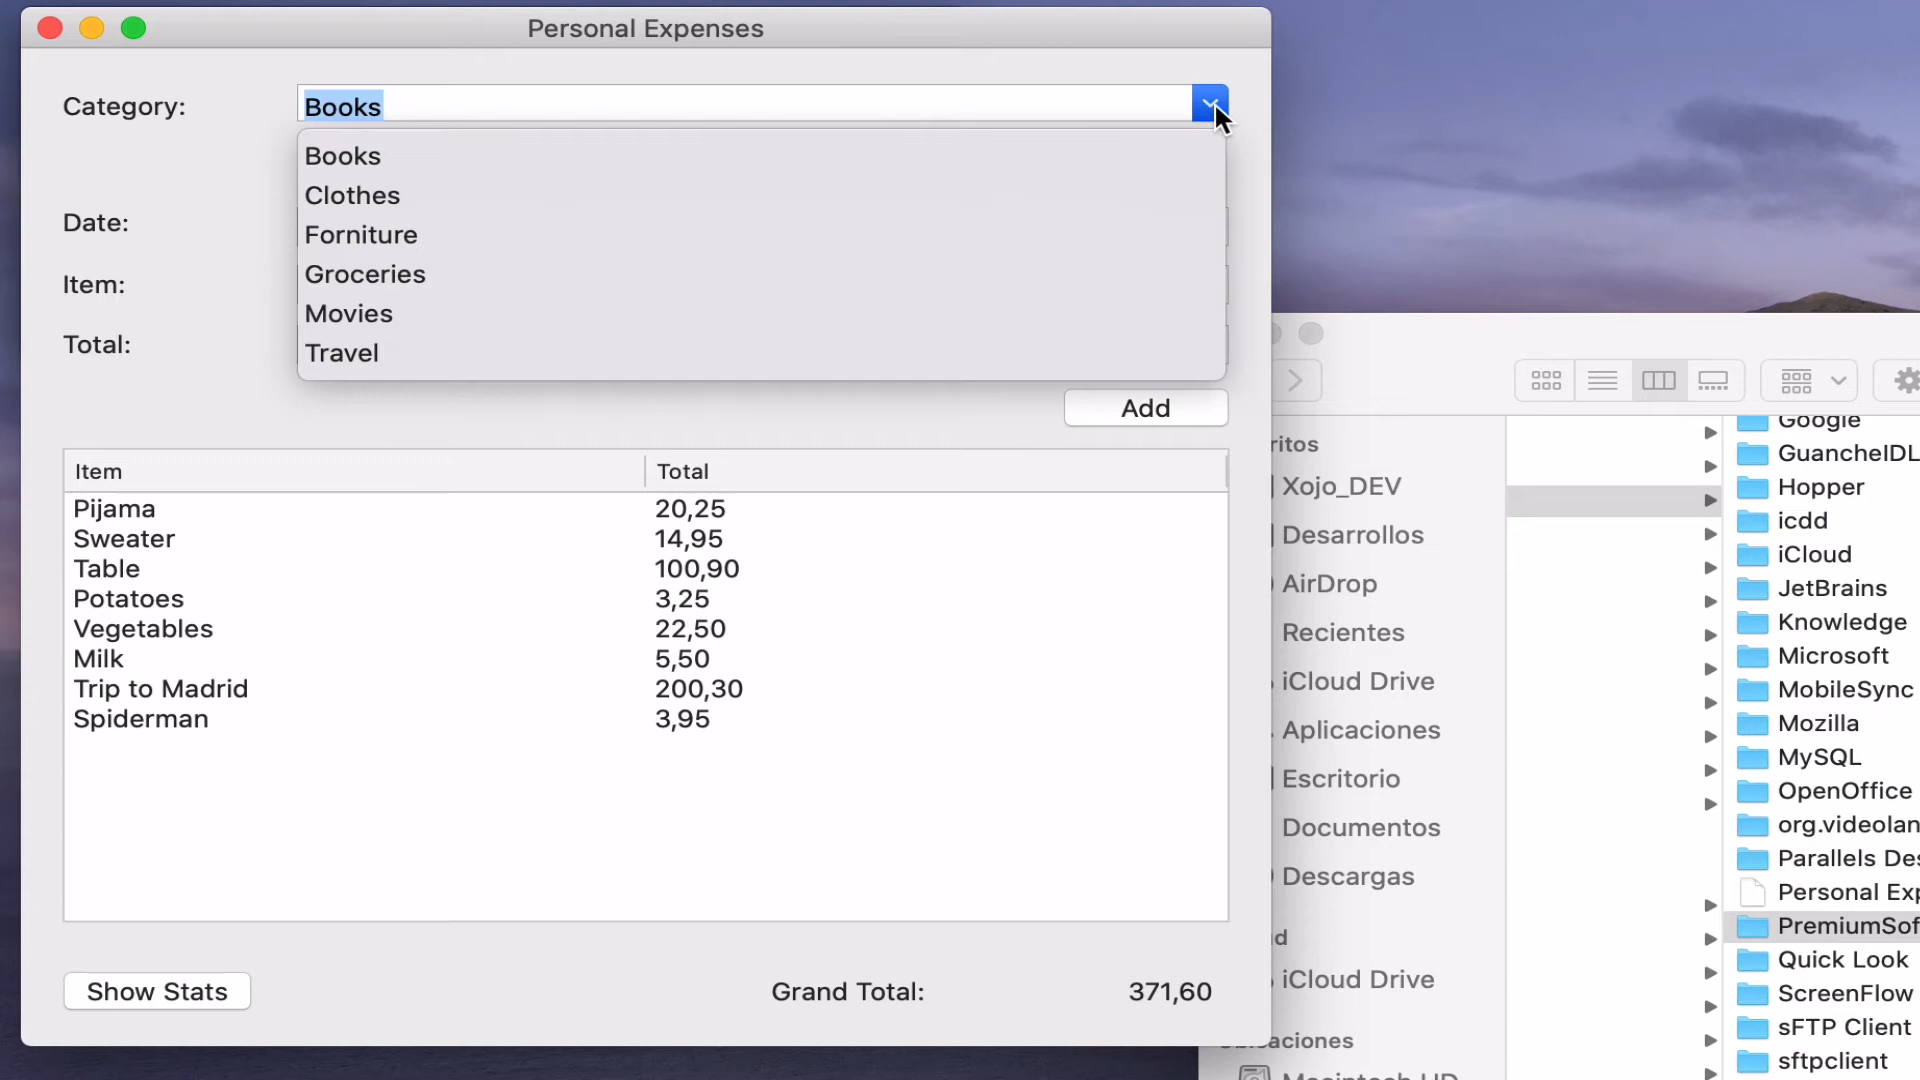 Personal Expenses
Category:
Books
Books
Clothes
Forniture
Groceries
Movies
Travel
Date:
Item:
Total:
Add
Item Total
Pijama 20,25
Sweater 14,95
Table 100,90
Potatoes 3,25
Vegetables 22,50
Milk 5,50
Trip to Madrid 200,30
Spiderman 3,95
Show Stats
Grand Total: 371,60
ritos
Xojo_DEV
Desarrollos
AirDrop
Recientes
iCloud Drive
Aplicaciones
Escritorio
Documentos
Descargas
d
iCloud Drive
aciones
Macintosh HD
Google
GuancheIDL
Hopper
icdd
iCloud
JetBrains
Knowledge
Microsoft
MobileSync
Mozilla
MySQL
OpenOffice
org.videolan
Parallels Des
Personal Exp
PremiumSof
Quick Look
ScreenFlow
sFTP Client
sftpclient